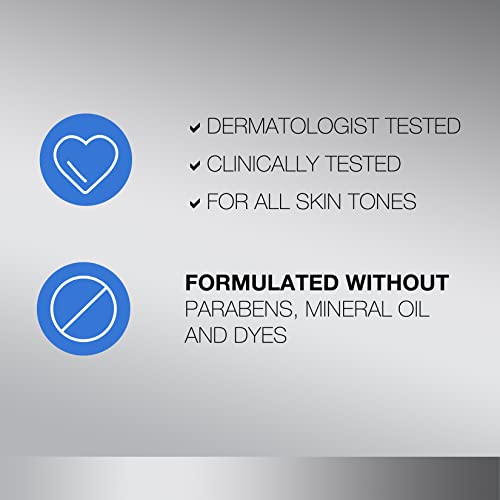 DERMATOLOGIST TESTED
CLINICALLY TESTED
FOR ALL SKIN TONES
FORMULATED WITHOUT
PARABENS, MINERAL OIL
AND DYES